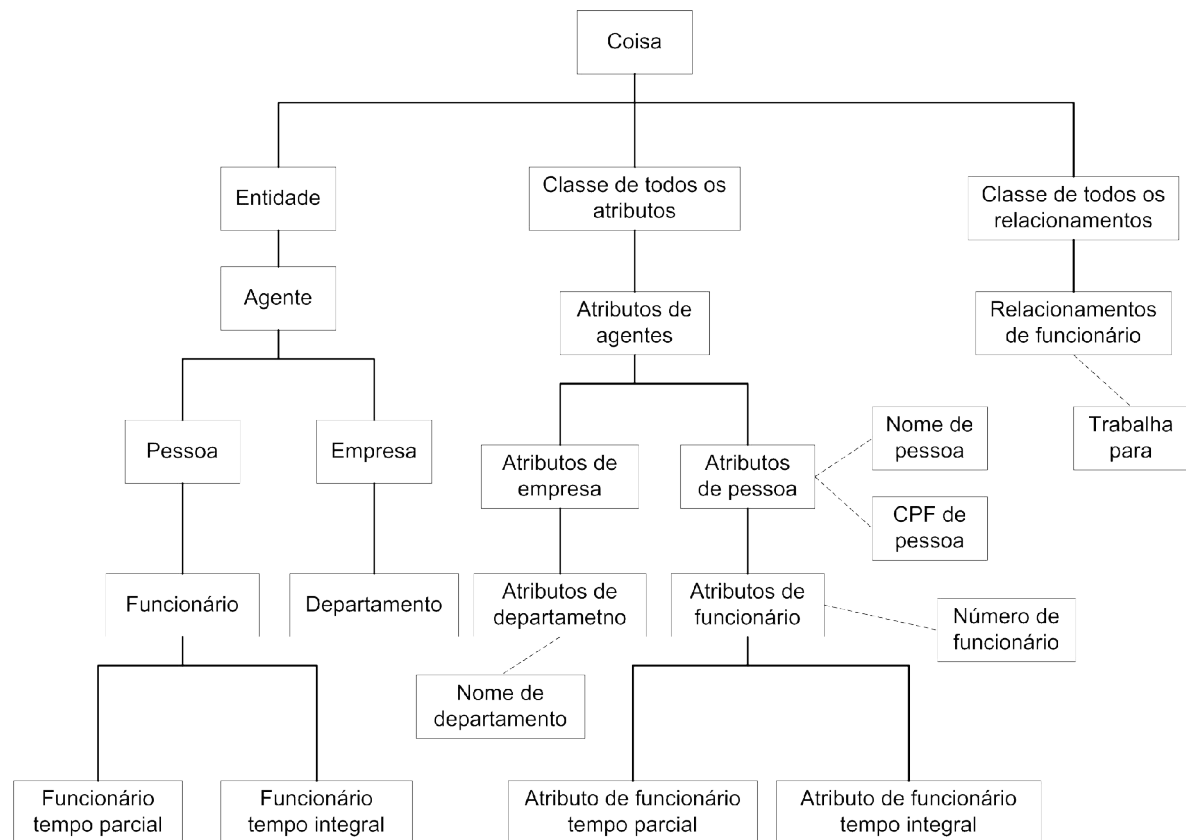 Coisa
Entidade
Classe de todos os
atributos
Classe de todos os
relacionamentos
Agente
Atributos de
agentes
Relacionamentos
de funcionário
Pessoa
Empresa
Atributos de
empresa
Atributos
de pessoa
Nome de
pessoa
CPF de
pessoa
Trabalha
para
Funcionário
Departamento
Atributos de
departametno
Atributos de
funcionário
Número de
funcionário
Nome de
departamento
Funcionário
tempo parcial
Funcionário
tempo integral
Atributo de funcionário
tempo parcial
Atributo de funcionário
tempo integral